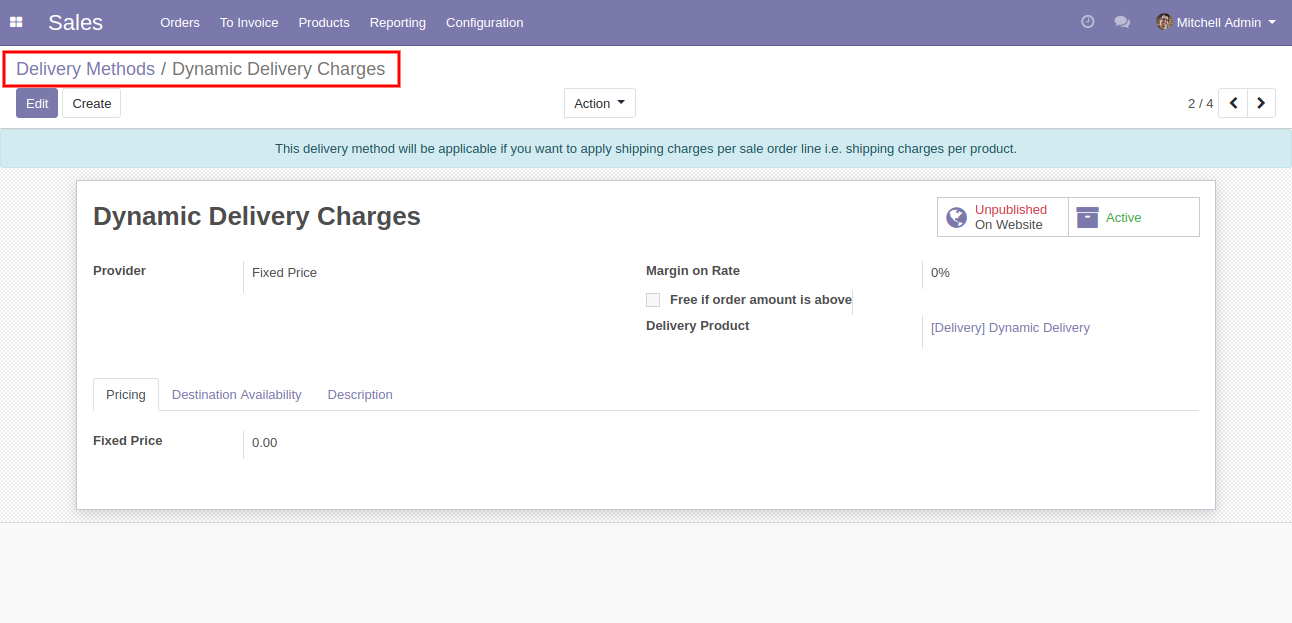 Sales Orders To Invoice Products Reporting Configuration Mitchell Admin
Delivery Methods / Dynamic Delivery Charges
Edit Create Action 2 / 4
This delivery method will be applicable if you want to apply shipping charges per sale order line i.e. shipping charges per product.
Dynamic Delivery Charges
Unpublished
On Website
Active
Provider Fixed Price
Margin on Rate 0%
Free if order amount is above
Delivery Product [Delivery] Dynamic Delivery
Pricing Destination Availability Description
Fixed Price 0.00